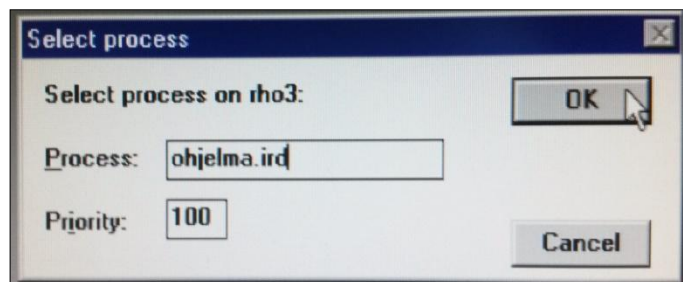 Select process
Select process on rho3:
OK
Process: ohjelma.ird
Priority: 100
Cancel